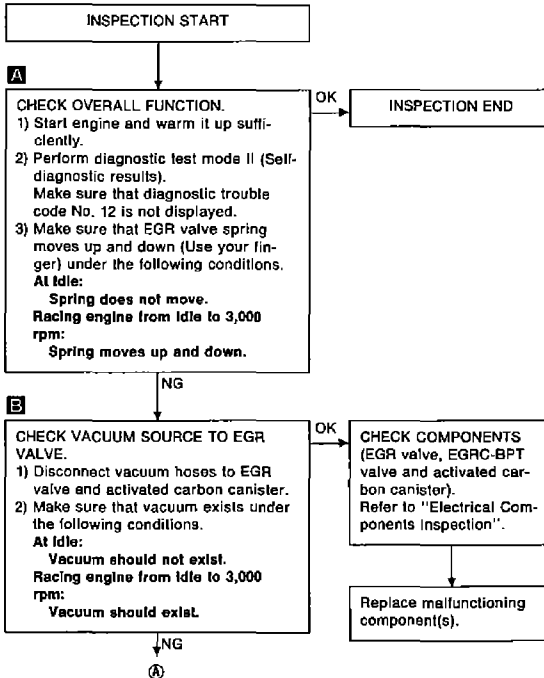 INSPECTION START
A
CHECK OVERALL FUNCTION.
1) Start engine and warm it up suffi-
ciently.
2) Perform diagnostic test mode II (Self-
diagnostic results).
Make sure that diagnostic trouble
code No. 12 is not displayed.
3) Make sure that EGR valve spring
moves up and down (Use your fin-
ger) under the following conditions.
At idle:
Spring does not move.
Racing engine from idle to 3,000
rpm:
Spring moves up and down.
OK
INSPECTION END
NG
B
CHECK VACUUM SOURCE TO EGR
VALVE.
1) Disconnect vacuum hoses to EGR
valve and activated carbon canister.
2) Make sure that vacuum exists under
the following conditions.
At idle:
Vacuum should not exist.
Racing engine from idle to 3,000
rpm:
Vacuum should exist.
OK
CHECK COMPONENTS
(EGR valve, EGRC-BPT
valve and activated car-
bon canister).
Refer to "Electrical Com-
ponents Inspection".
Replace malfunctioning
component(s).
NG
Ⓐ